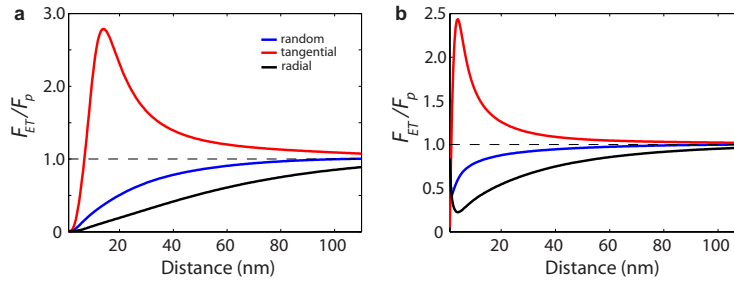 a
3.0
2.0
1.0
0
F_ET/F_p
random
tangential
radial
20
40
60
80
100
Distance (nm)
b
2.5
2.0
1.5
1.0
0.5
0
F_ET/F_p
20
40
60
80
100
Distance (nm)